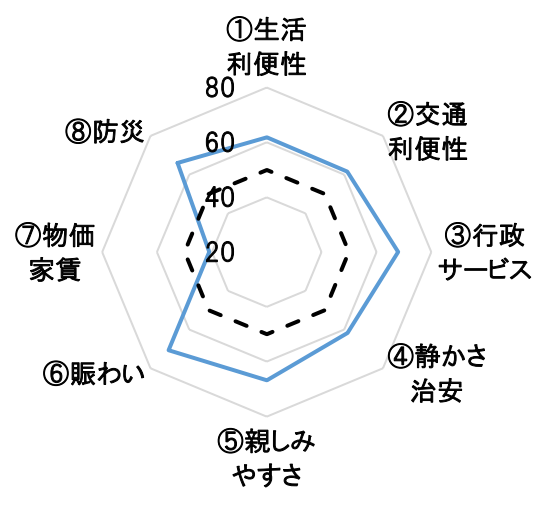 ①生活
利便性
②交通
利便性
③行政
サービス
④静かさ
治安
⑤親しみ
やすさ
⑥賑わい
⑦物価
家賃
⑧防災
80
60
40
20